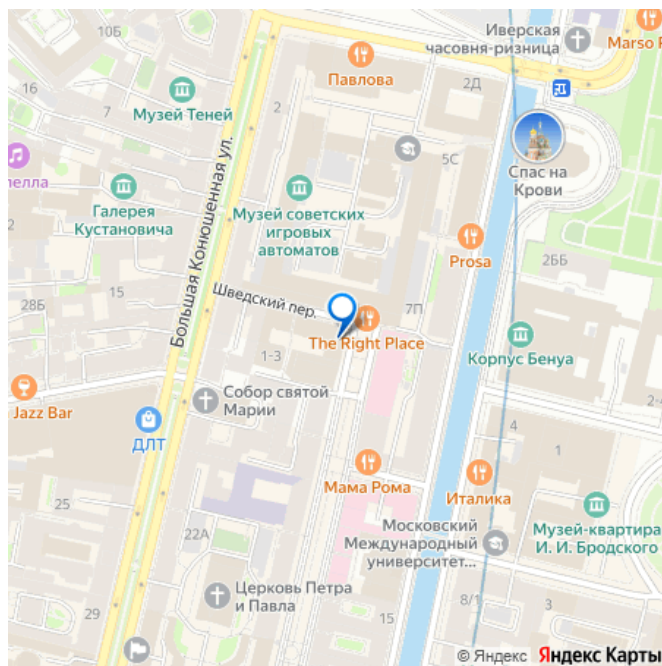 Иверская
часовня-ризница
Marso
10Б
Павлова
2Д
16
Музей Теней
2
5С
Спас на
Крови
пелла
Галерея
Кустановича
Музей советских
игровых
автоматов
Большая Конюшенная ул.
Prosa
2ББ
15
28Б
Шведский пер.
7П
The Right Place
Корпус Бенуа
1-3
Jazz Bar
Собор святой
Марии
2-4
ДЛТ
4
Мама Рома
Италика
25
Музей-квартира
И. И. Бродского
22А
Московский
Международный
университет...
Церковь Петра
и Павла
29
15
8/1
3
© Яндекс
Яндекс Карты